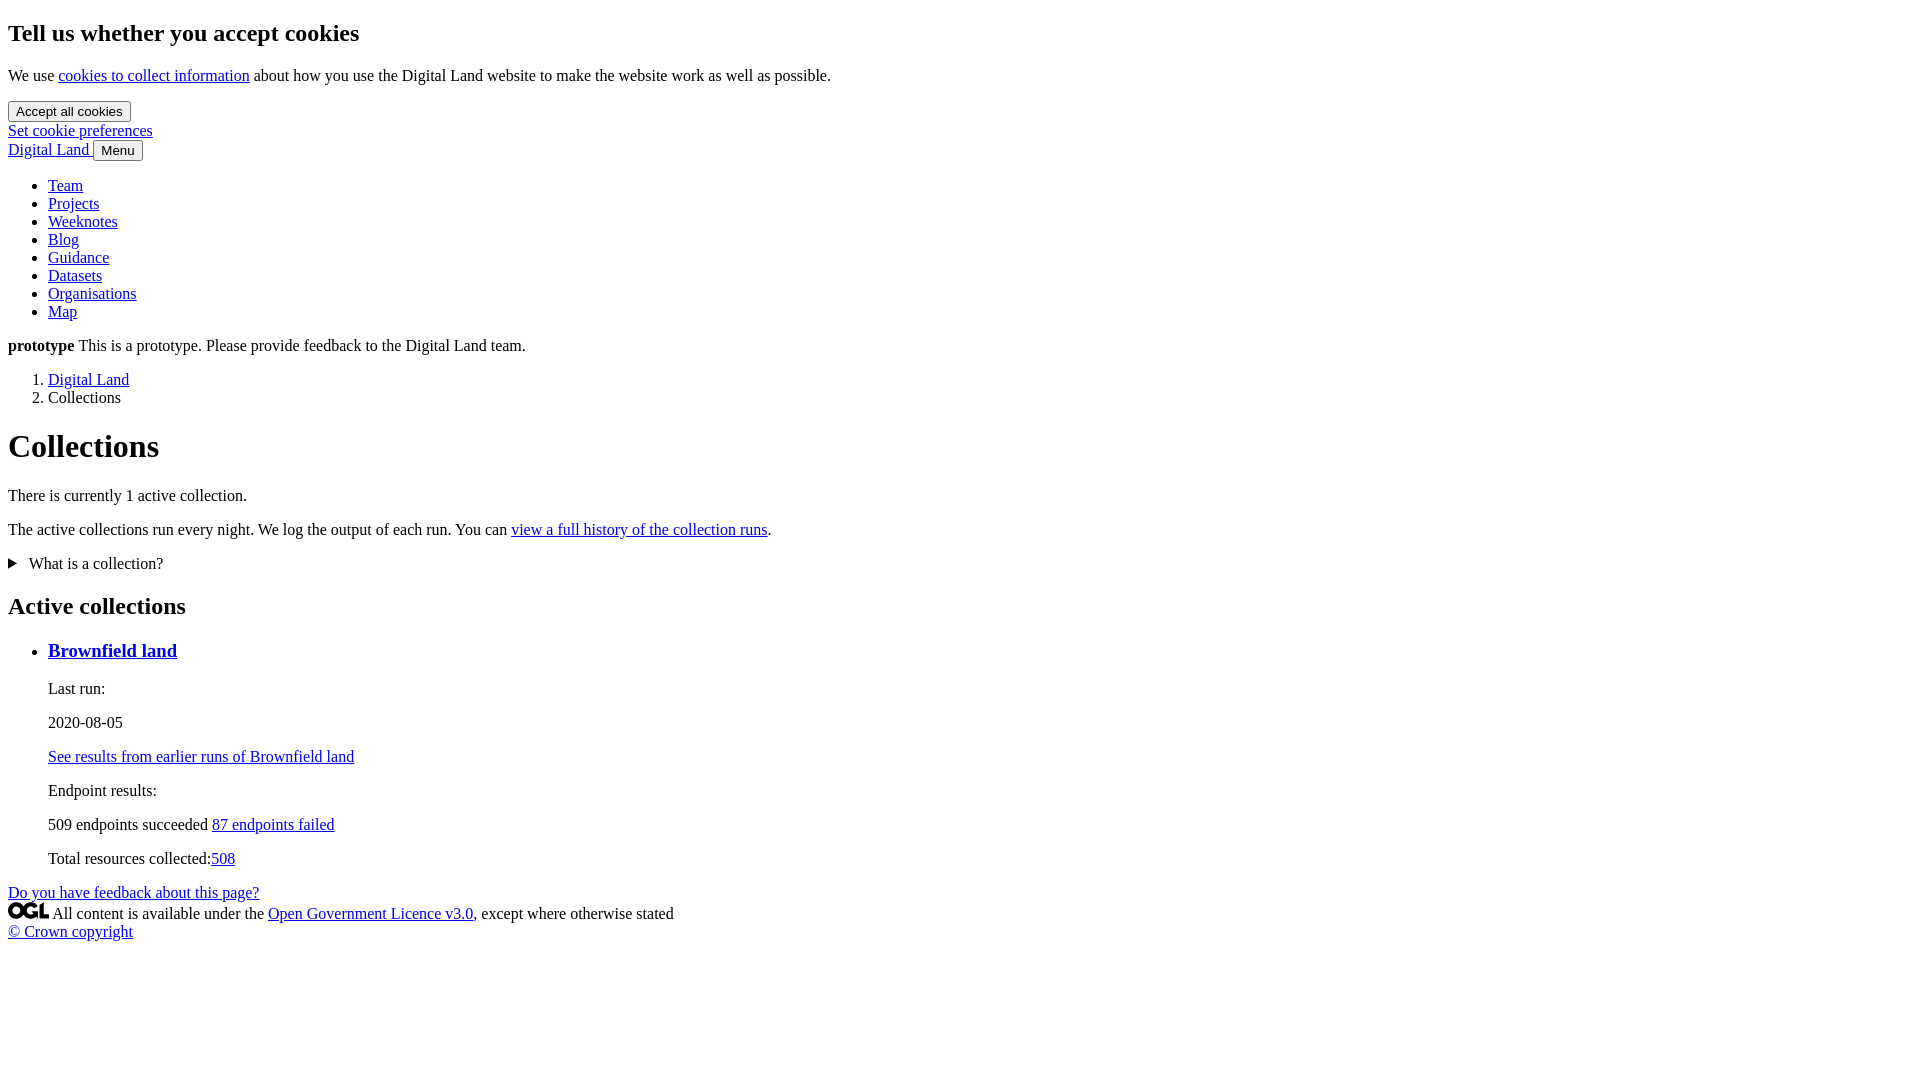 Tell us whether you accept cookies
We use cookies to collect information about how you use the Digital Land website to make the website work as well as possible.
Accept all cookies
Set cookie preferences
Digital Land Menu
Team
Projects
Weeknotes
Blog
Guidance
Datasets
Organisations
Map
prototype This is a prototype. Please provide feedback to the Digital Land team.
1. Digital Land
2. Collections
Collections
There is currently 1 active collection.
The active collections run every night. We log the output of each run. You can view a full history of the collection runs.
What is a collection?
Active collections
Brownfield land
Last run:
2020-08-05
See results from earlier runs of Brownfield land
Endpoint results:
509 endpoints succeeded 87 endpoints failed
Total resources collected:508
Do you have feedback about this page?
OGL All content is available under the Open Government Licence v3.0, except where otherwise stated
© Crown copyright